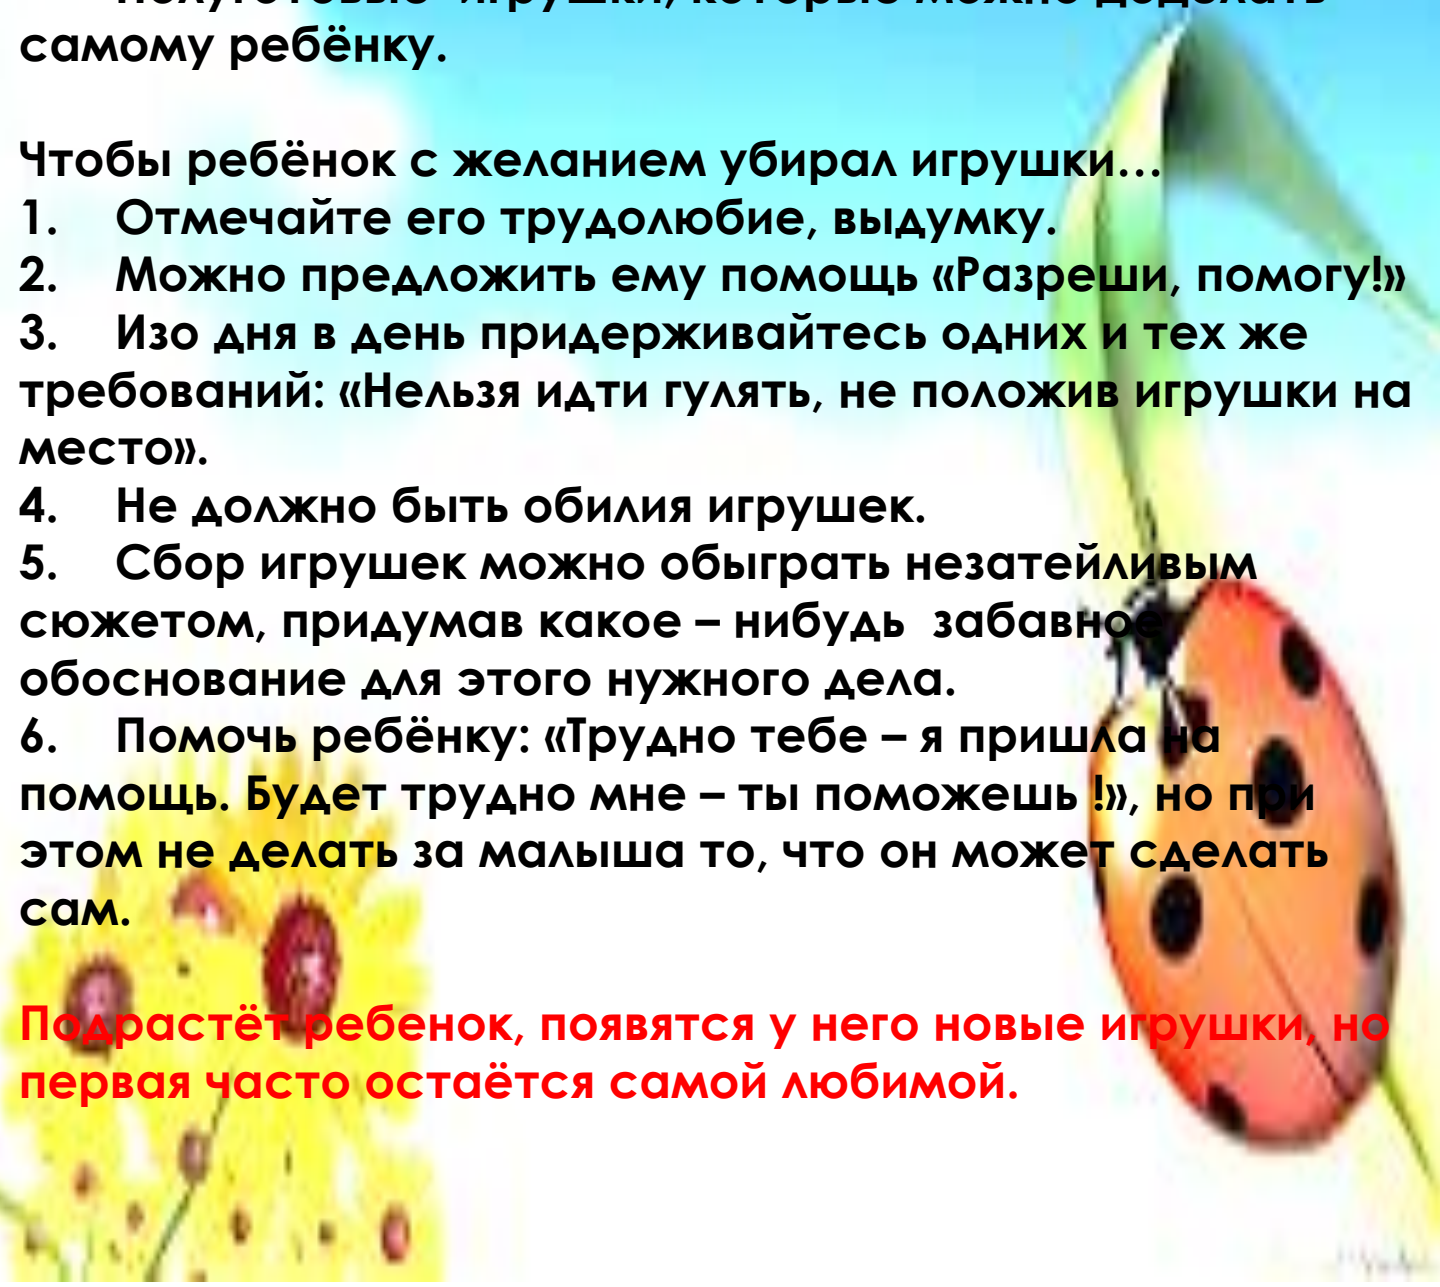 полуготовые игрушки, которые можно доделать
самому ребёнку.
Чтобы ребёнок с желанием убирал игрушки…
1. Отмечайте его трудолюбие, выдумку.
2. Можно предложить ему помощь «Разреши, помогу!»
3. Изо дня в день придерживайтесь одних и тех же
требований: «Нельзя идти гулять, не положив игрушки на
место».
4. Не должно быть обилия игрушек.
5. Сбор игрушек можно обыграть незатейливым
сюжетом, придумав какое – нибудь забавное
обоснование для этого нужного дела.
6. Помочь ребёнку: «Трудно тебе – я пришла на
помощь. Будет трудно мне – ты поможешь !», но при
этом не делать за малыша то, что он может сделать
сам.
Подрастёт ребенок, появятся у него новые игрушки, но
первая часто остаётся самой любимой.